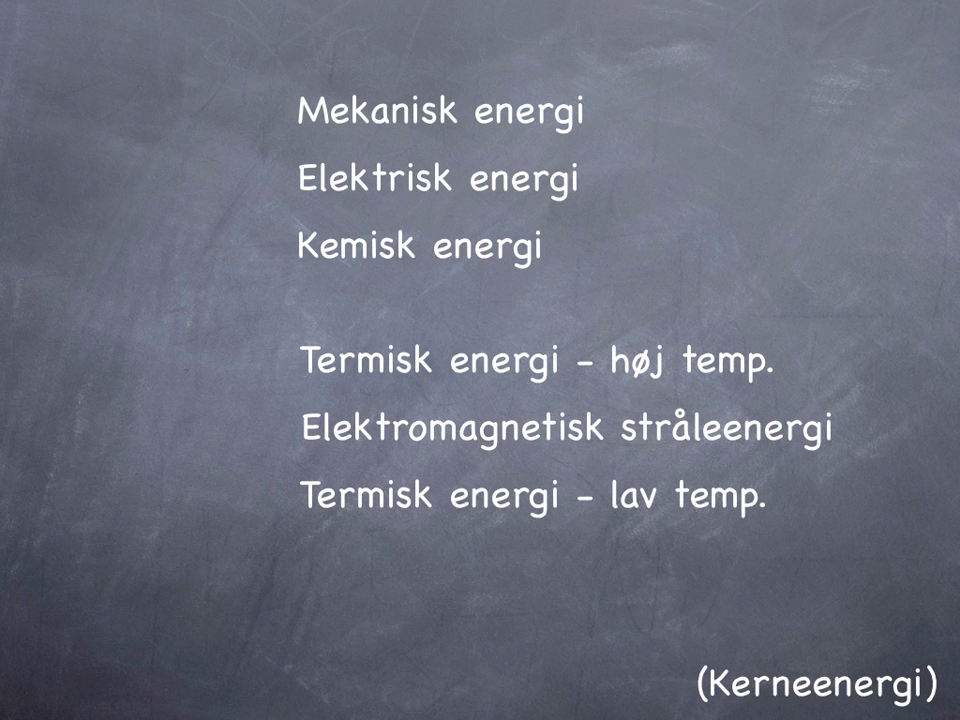 Mekanisk energi
Elektrisk energi
Kemisk energi
Termisk energi - høj temp.
Elektromagnetisk stråleenergi
Termisk energi - lav temp.
(Kerneenergi)